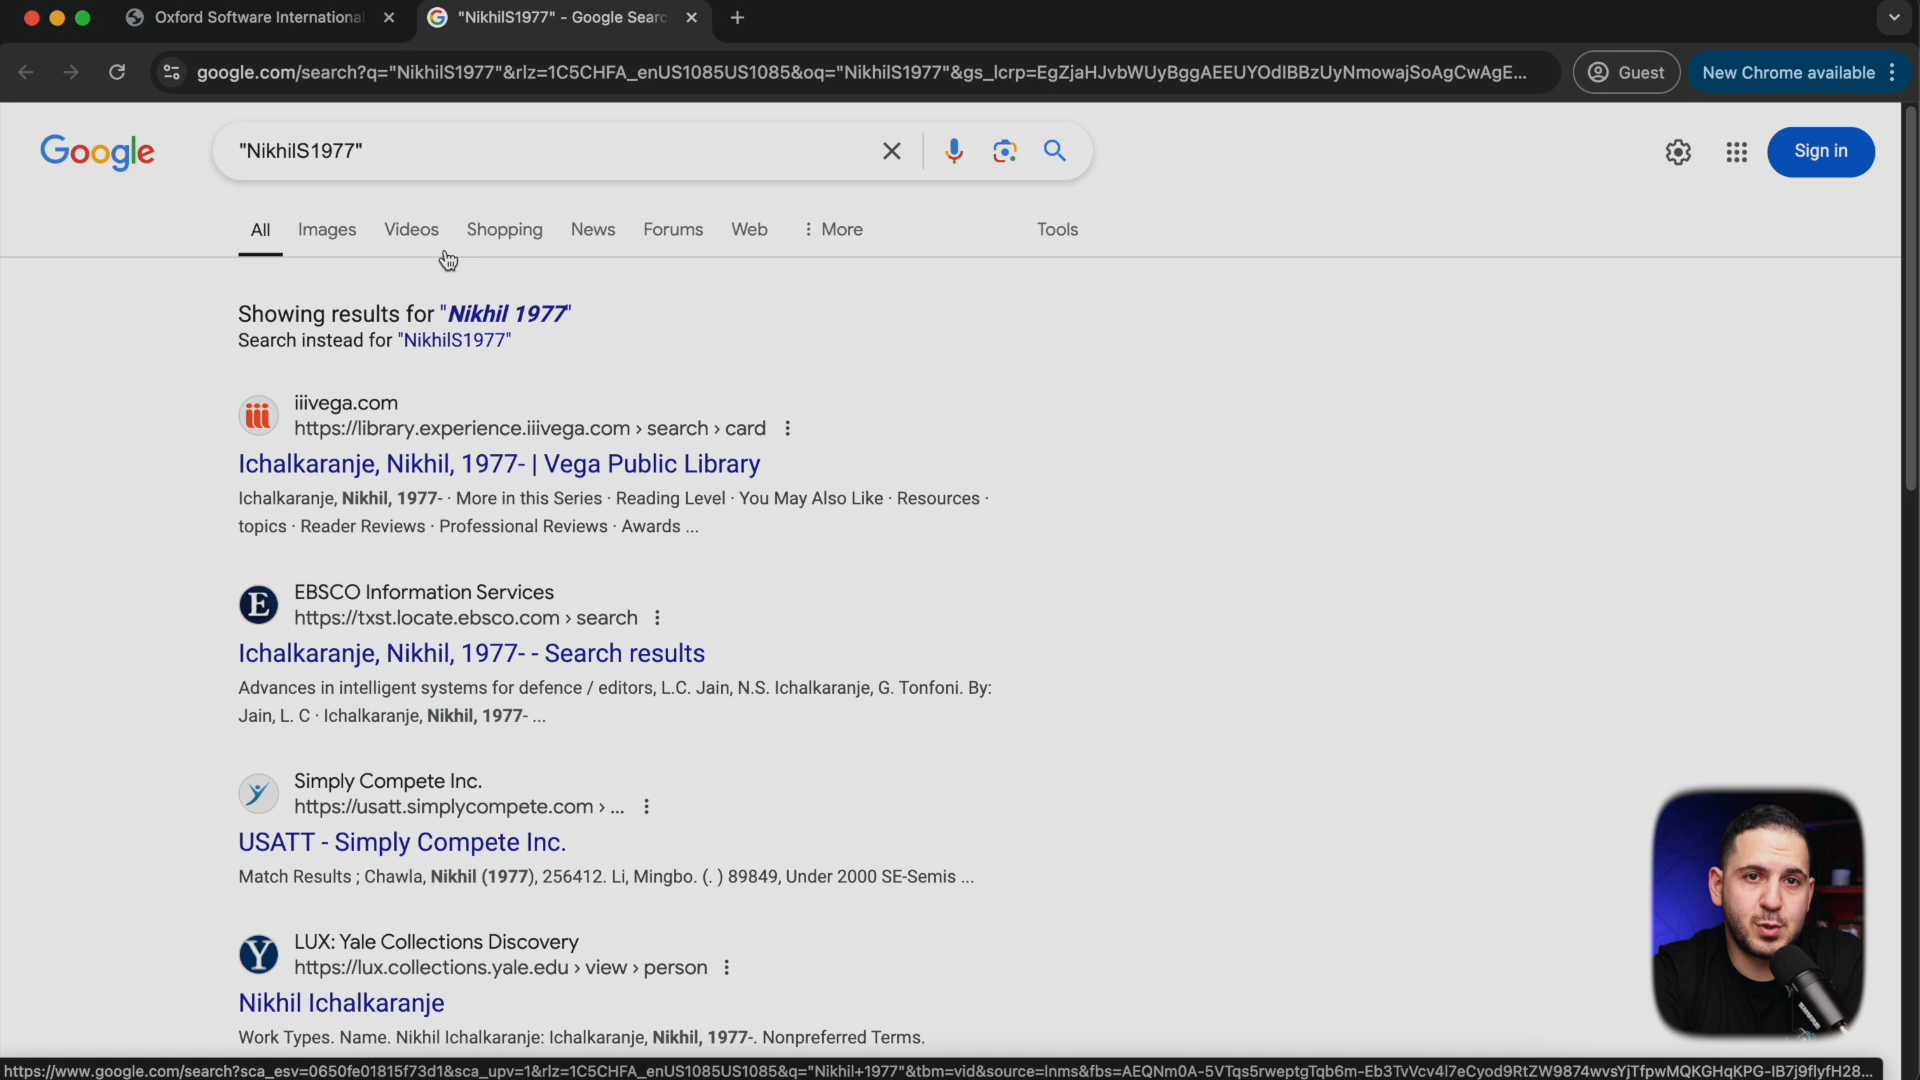 Oxford Software International
"NikhilS1977" - Google Searc
google.com/search?q="NikhilS1977"&rlz=1C5CHFA_enUS1085US1085&oq="NikhilS1977"&gs_lcrp=EgZjaHJvbWUyBggAEEUYOdIBBzUyNmowajSoAgCwAgE...
Guest
New Chrome available
Google
"NikhilS1977"
Sign in
All Images Videos Shopping News Forums Web More Tools
Showing results for "Nikhil 1977"
Search instead for "NikhilS1977"
iiivega.com
https://library.experience.iiivega.com › search › card
Ichalkaranje, Nikhil, 1977- | Vega Public Library
Ichalkaranje, Nikhil, 1977- · More in this Series · Reading Level · You May Also Like · Resources ·
topics · Reader Reviews · Professional Reviews · Awards ...
EBSCO Information Services
https://txst.locate.ebsco.com › search
Ichalkaranje, Nikhil, 1977- - Search results
Advances in intelligent systems for defence / editors, L.C. Jain, N.S. Ichalkaranje, G. Tonfoni. By:
Jain, L. C · Ichalkaranje, Nikhil, 1977- ...
Simply Compete Inc.
https://usatt.simplycompete.com › ...
USATT - Simply Compete Inc.
Match Results ; Chawla, Nikhil (1977), 256412. Li, Mingbo. (. ) 89849, Under 2000 SE-Semis ...
LUX: Yale Collections Discovery
https://lux.collections.yale.edu › view › person
Nikhil Ichalkaranje
Work Types. Name. Nikhil Ichalkaranje: Ichalkaranje, Nikhil, 1977-. Nonpreferred Terms.
https://www.google.com/search?sca_esv=0650fe01815f73d1&sca_upv=1&rlz=1C5CHFA_enUS1085US1085&q="Nikhil+1977"&tbm=vid&source=lnms&fbs=AEQNm0A-5VTqs5rweptgTqb6m-Eb3TvVcv4l7eCyod9RtZW9874wvsYjTfpwMQKGHqKPG-IB7j9flyfH28...